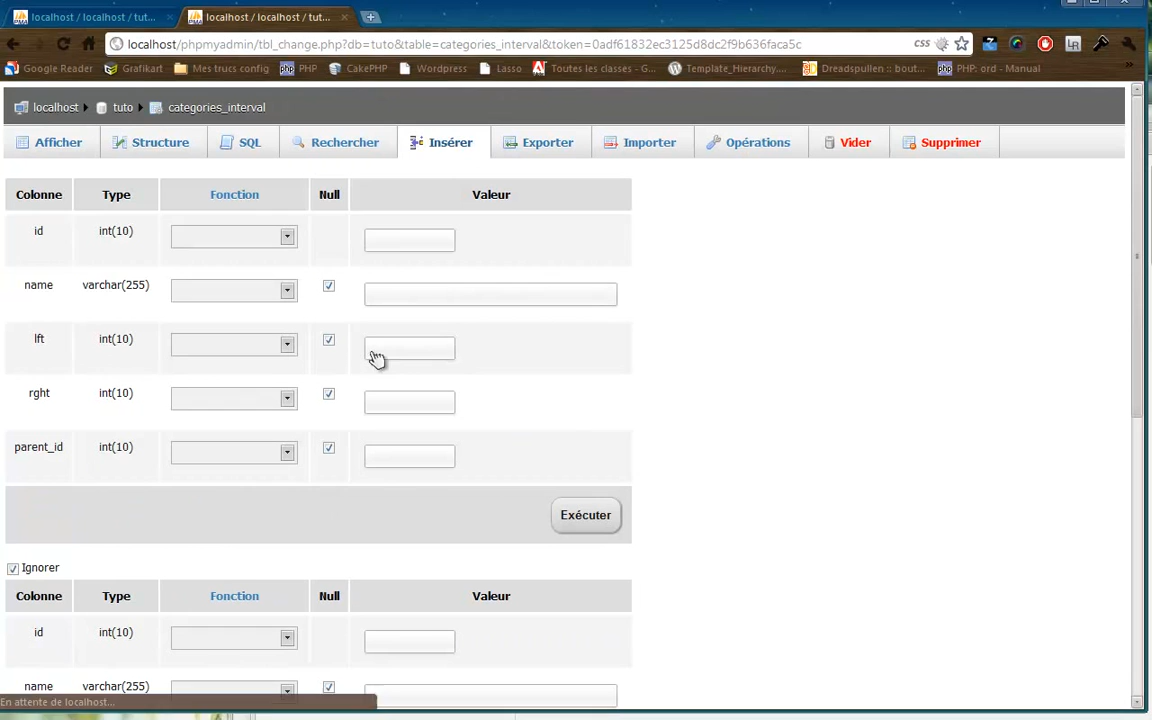 localhost / localhost / tut... × localhost / localhost / tut... ×
localhost/phpmyadmin/tbl_change.php?db=tuto&table=categories_interval&token=0adf61832ec3125d8dc2f9b636faca5c CSS
Google Reader Grafikart Mes trucs config php PHP CakePHP Wordpress Lasso Toutes les classes - G... Template_Hierarchy.... Dreadspullen :: bout... php PHP: ord - Manual »
localhost tuto categories_interval
Afficher Structure SQL Rechercher Insérer Exporter Importer Opérations Vider Supprimer
Colonne Type Fonction Null Valeur
id int(10)
name varchar(255)
lft int(10)
rght int(10)
parent_id int(10)
Exécuter
Ignorer
Colonne Type Fonction Null Valeur
id int(10)
name varchar(255)
En attente de localhost...